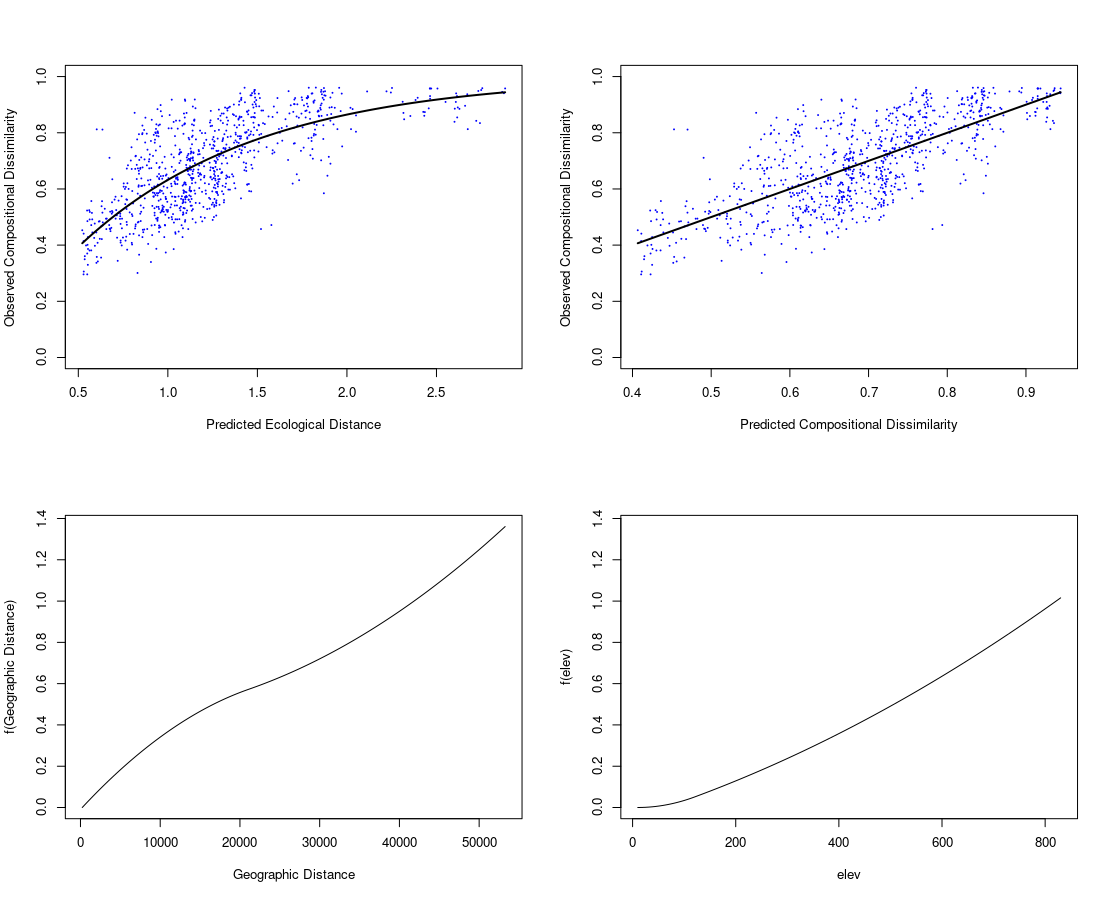 Observed Compositional Dissimilarity
1.0
0.8
0.6
0.4
0.2
0.0
0.5 1.0 1.5 2.0 2.5
Predicted Ecological Distance
Observed Compositional Dissimilarity
1.0
0.8
0.6
0.4
0.2
0.0
0.4 0.5 0.6 0.7 0.8 0.9
Predicted Compositional Dissimilarity
f(Geographic Distance)
1.4
1.2
1.0
0.8
0.6
0.4
0.2
0.0
0 10000 20000 30000 40000 50000
Geographic Distance
f(elev)
1.4
1.2
1.0
0.8
0.6
0.4
0.2
0.0
0 200 400 600 800
elev